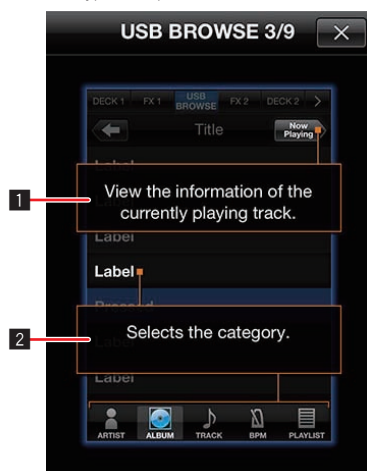 USB BROWSE 3/9
DECK 1 FX 1 USB BROWSE FX 2 DECK 2
Title
Now Playing
Label
1
View the information of the
currently playing track.
Label
Label
Pressed
2
Selects the category.
Label
Label
ARTIST ALBUM TRACK BPM PLAYLIST